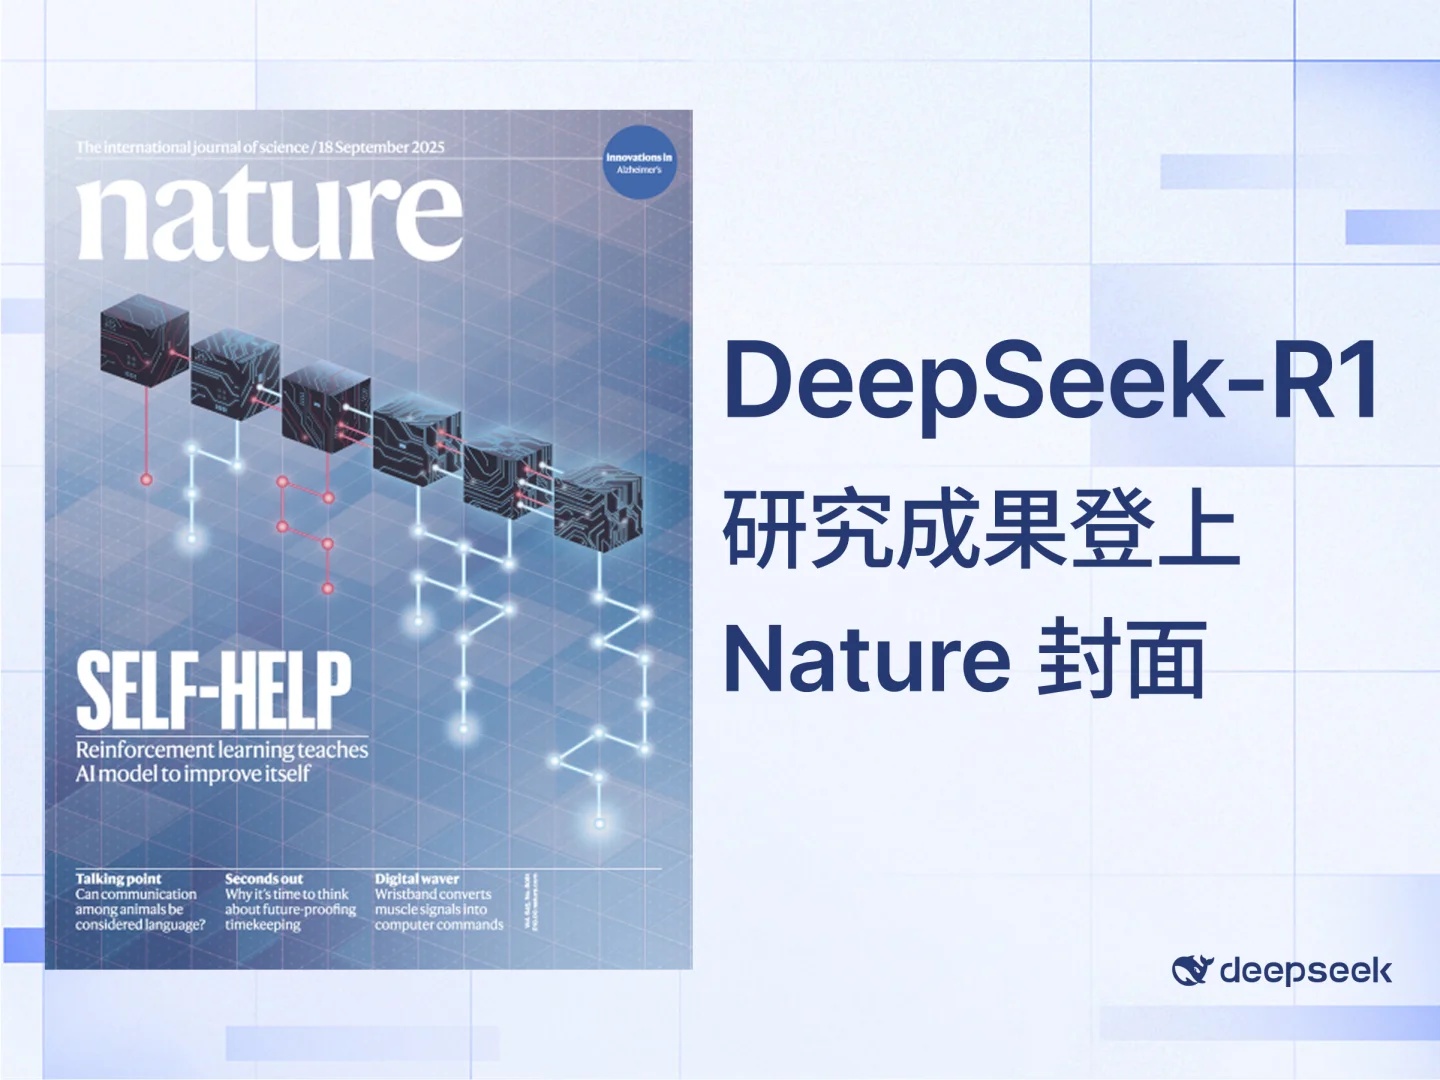 The international journal of science / 18 September 2025
Innovations in
Alzheimer's
nature
SELF-HELP
Reinforcement learning teaches
AI model to improve itself
Talking point
Can communication
among animals be
considered language?
Seconds out
Why it's time to think
about future-proofing
timekeeping
Digital waver
Wristband converts
muscle signals into
computer commands
DeepSeek-R1
研究成果登上
Nature 封面
deepseek